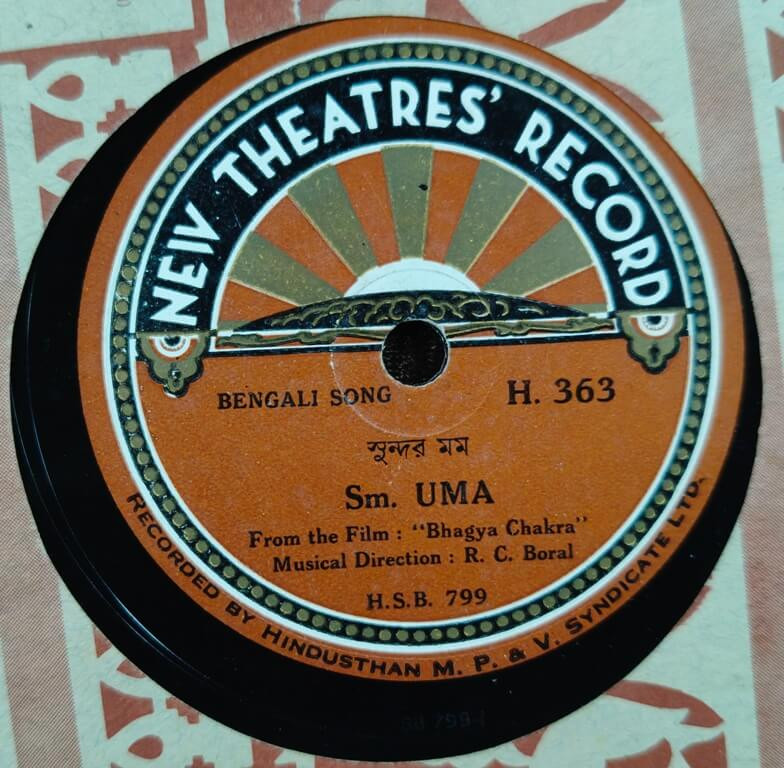 NEW THEATRES' RECORD
BENGALI SONG
H. 363
সুন্দর মম
Sm. UMA
From the Film : "Bhagya Chakra"
Musical Direction : R. C. Boral
H.S.B. 799
RECORDED BY HINDUSTHAN M. P. & V. SYNDICATE LTD.